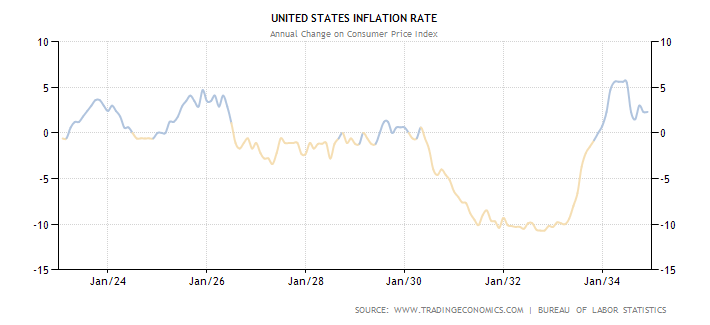 UNITED STATES INFLATION RATE
Annual Change on Consumer Price Index
10 10
5 5
0 0
-5 -5
-10 -10
-15 -15
Jan/24 Jan/26 Jan/28 Jan/30 Jan/32 Jan/34
SOURCE: WWW.TRADINGECONOMICS.COM | BUREAU OF LABOR STATISTICS